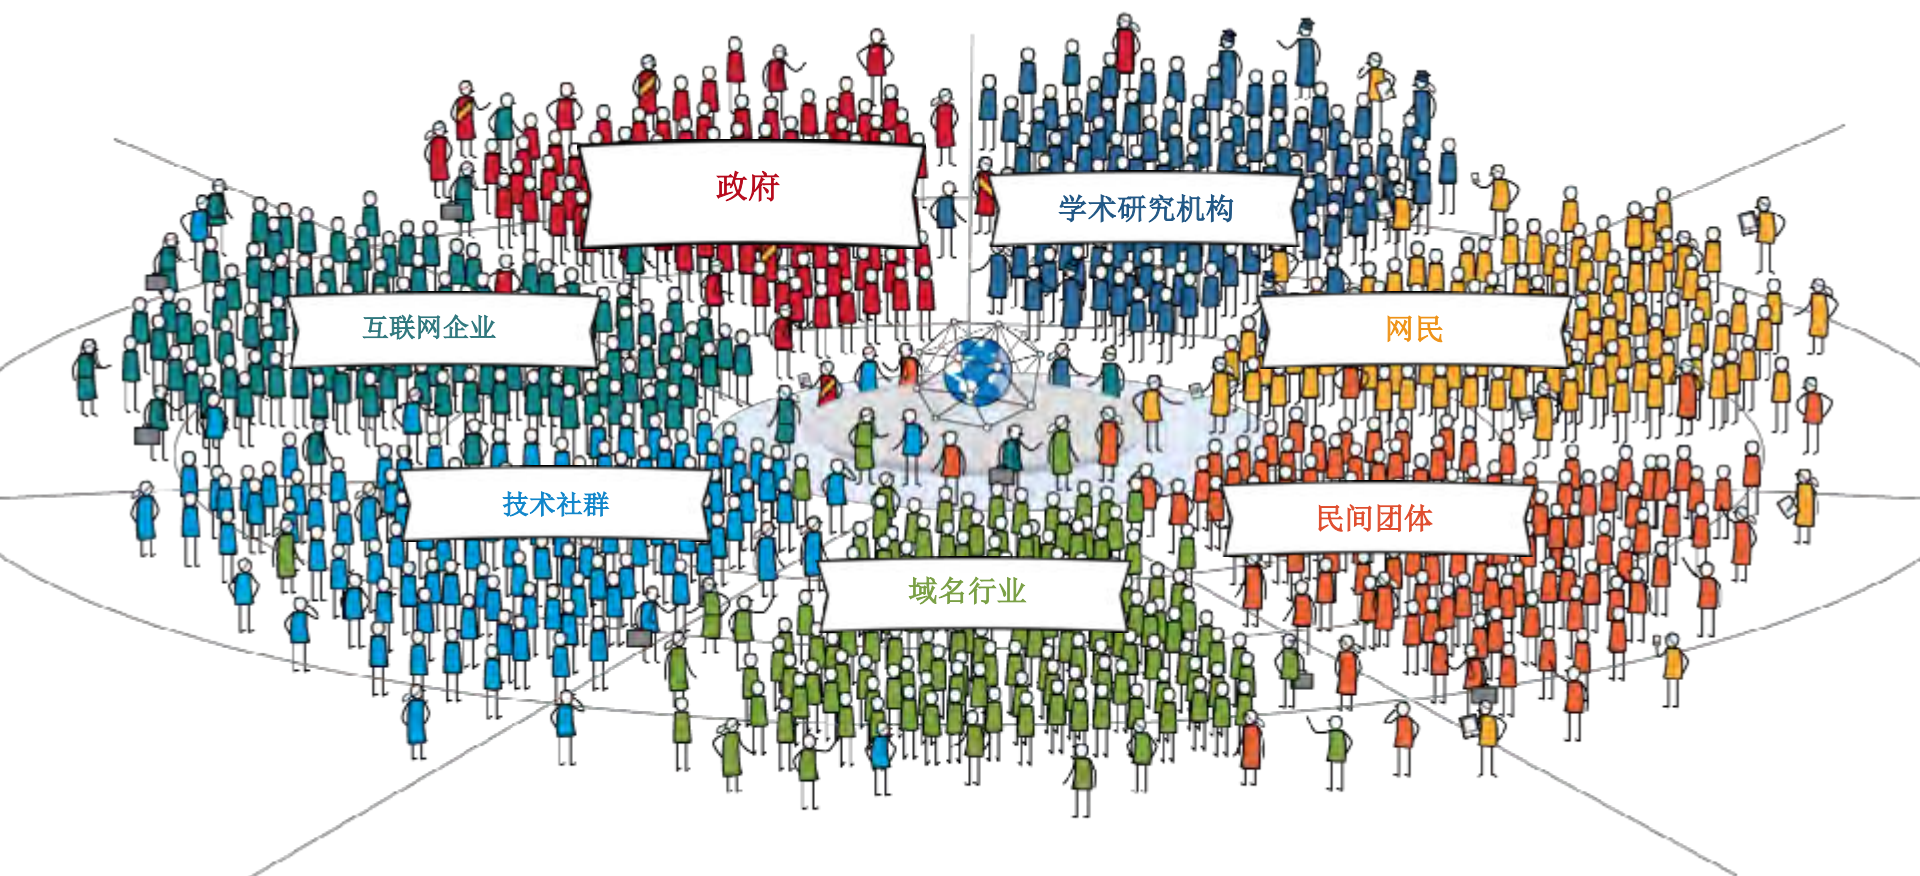 政府
学术研究机构
互联网企业
网民
技术社群
民间团体
域名行业